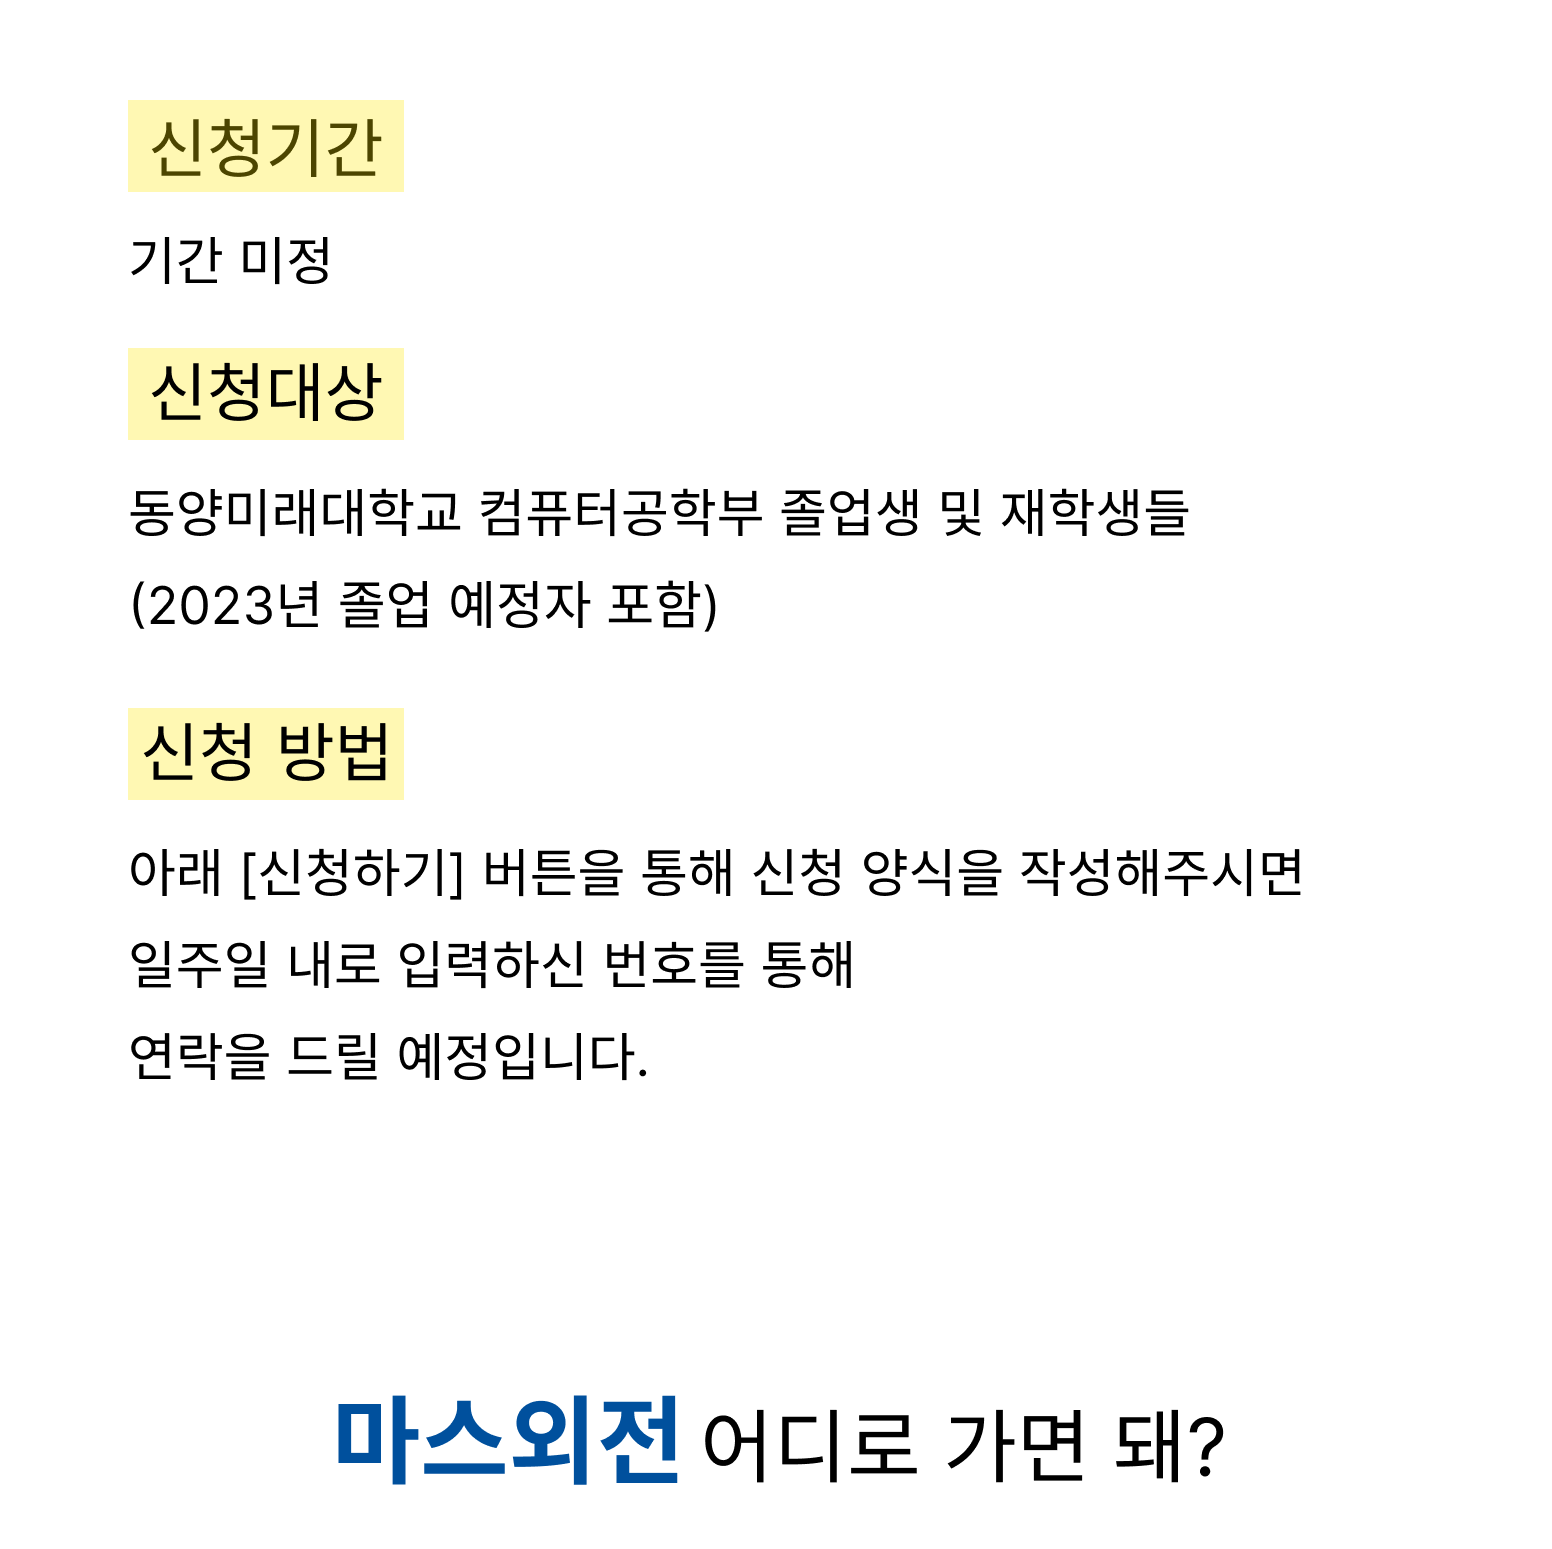 신청기간
기간 미정
신청대상
동양미래대학교 컴퓨터공학부 졸업생 및 재학생들
(2023년 졸업 예정자 포함)
신청 방법
아래 [신청하기] 버튼을 통해 신청 양식을 작성해주시면
일주일 내로 입력하신 번호를 통해
연락을 드릴 예정입니다.
마스외전 어디로 가면 돼?